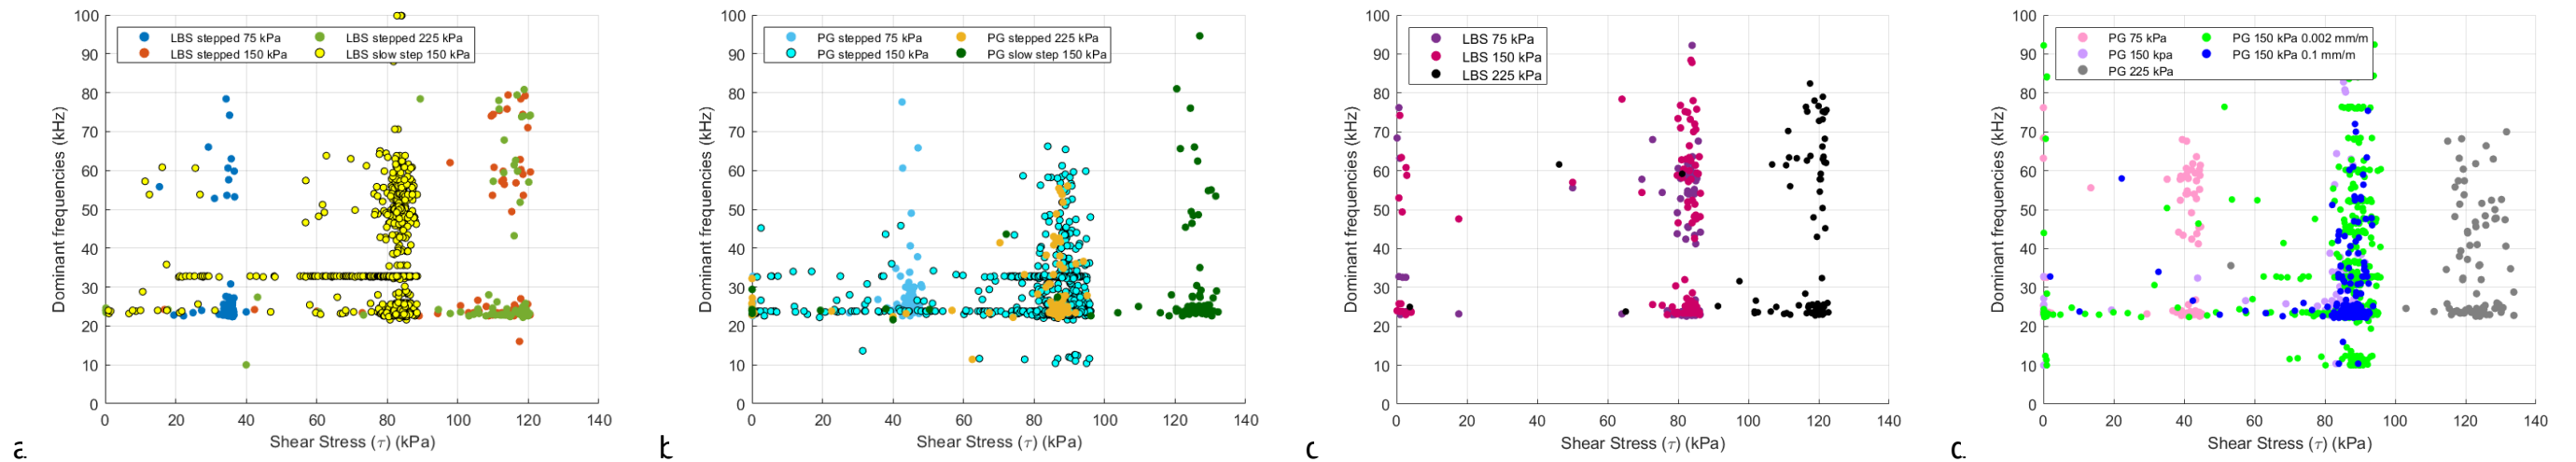 100
90
80
70
60
50
40
30
20
10
0
Dominant frequencies (kHz)
LBS stepped 75 kPa
LBS stepped 150 kPa
LBS stepped 225 kPa
LBS slow step 150 kPa
0 20 40 60 80 100 120 140
Shear Stress (τ) (kPa)
a.
100
90
80
70
60
50
40
30
20
10
0
Dominant frequencies (kHz)
PG stepped 75 kPa
PG stepped 150 kPa
PG stepped 225 kPa
PG slow step 150 kPa
0 20 40 60 80 100 120 140
Shear Stress (τ) (kPa)
b
100
90
80
70
60
50
40
30
20
10
0
Dominant frequencies (kHz)
LBS 75 kPa
LBS 150 kPa
LBS 225 kPa
0 20 40 60 80 100 120 140
Shear Stress (τ) (kPa)
100
90
80
70
60
50
40
30
20
10
0
Dominant frequencies (kHz)
PG 75 kPa
PG 150 kpa
PG 225 kPa
PG 150 kPa 0.002 mm/m
PG 150 kPa 0.1 mm/m
0 20 40 60 80 100 120 140
Shear Stress (τ) (kPa)